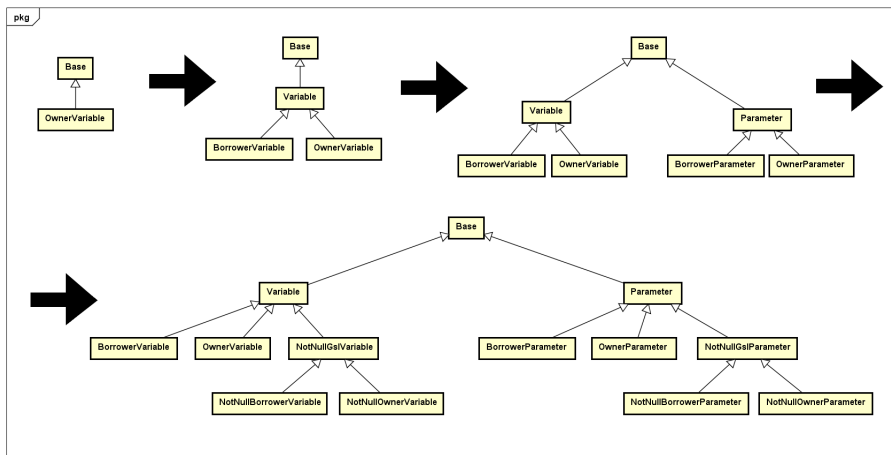 pkg
Base
OwnerVariable
Base
Variable
BorrowerVariable OwnerVariable
Base
Variable Parameter
BorrowerVariable OwnerVariable BorrowerParameter OwnerParameter
Base
Variable Parameter
BorrowerVariable OwnerVariable NotNullGslVariable BorrowerParameter OwnerParameter NotNullGslParameter
NotNullBorrowerVariable NotNullOwnerVariable NotNullBorrowerParameter NotNullOwnerParameter